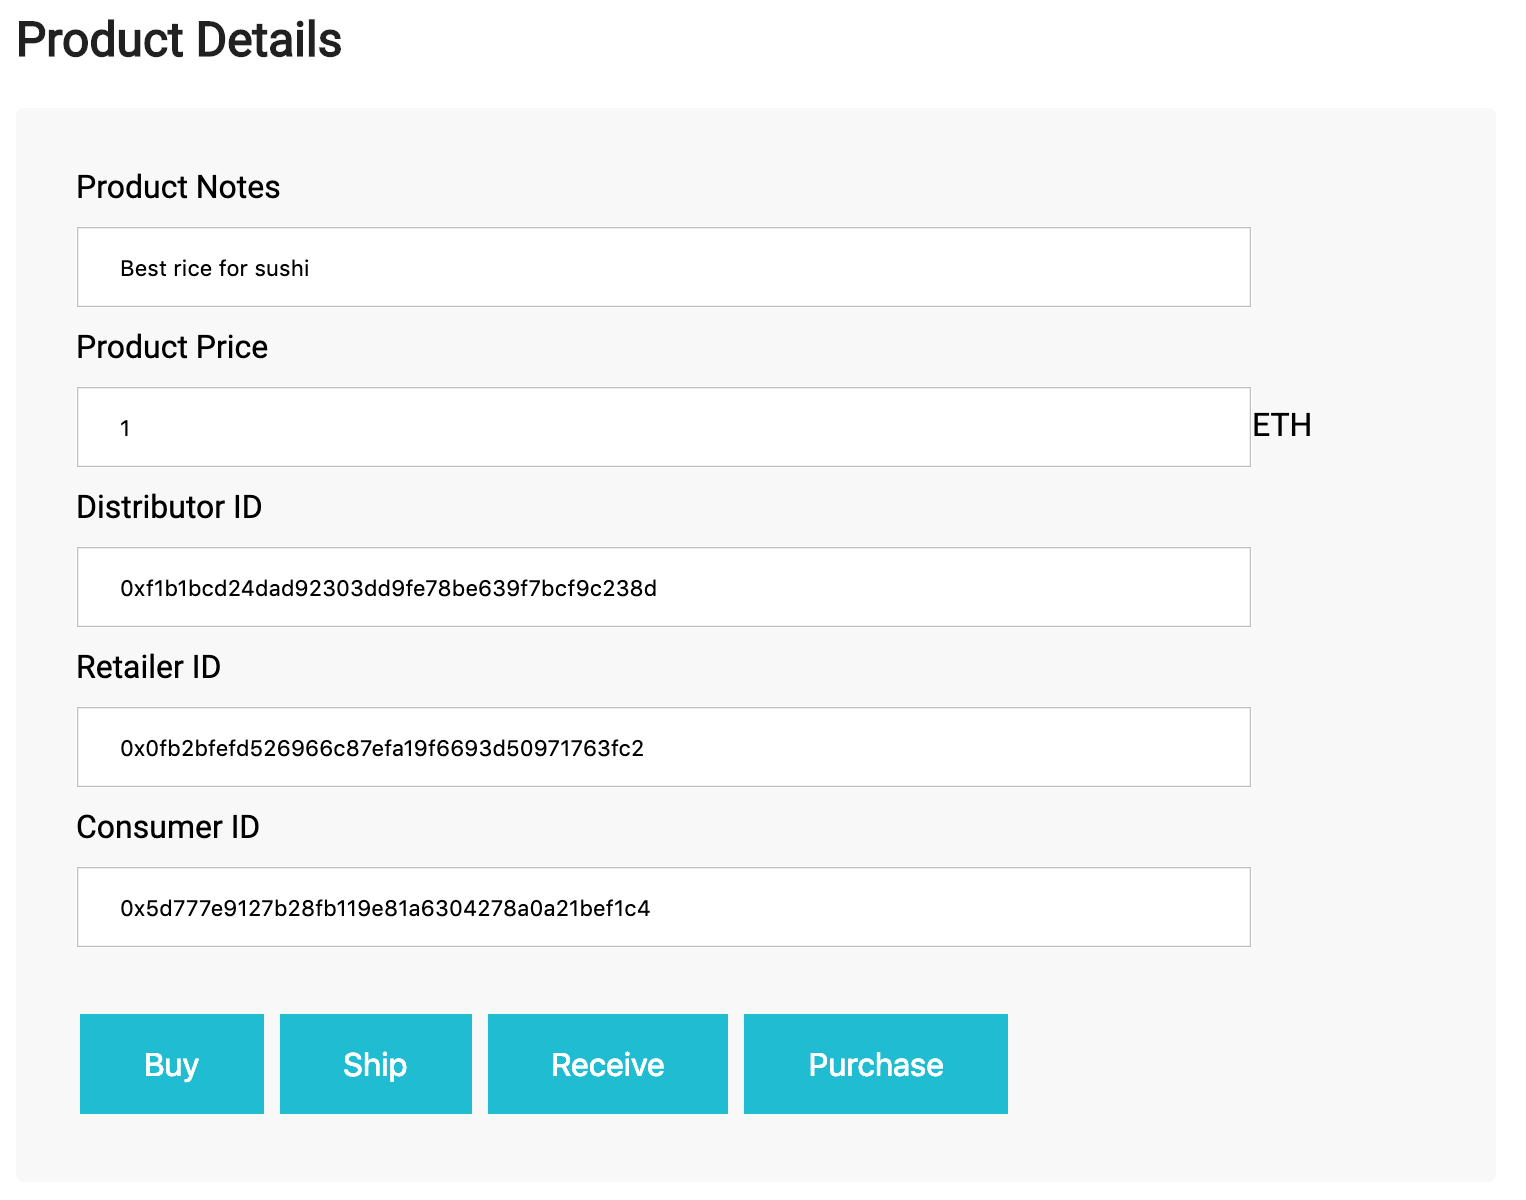 Product Details
Product Notes
Best rice for sushi
Product Price
1
ETH
Distributor ID
0xf1b1bcd24dad92303dd9fe78be639f7bcf9c238d
Retailer ID
0x0fb2bfefd526966c87efa19f6693d50971763fc2
Consumer ID
0x5d777e9127b28fb119e81a6304278a0a21bef1c4
Buy Ship Receive Purchase